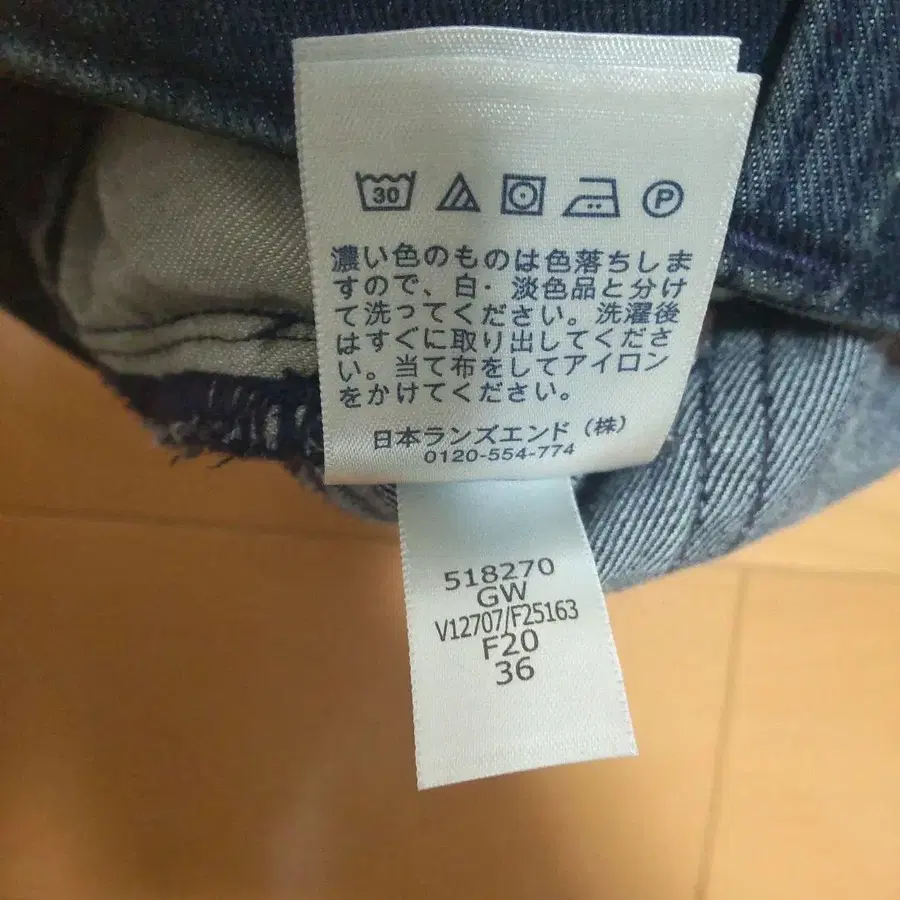 30
P
濃い色のものは色落ちしま
すので、白・淡色品と分け
て洗ってください。洗濯後
はすぐに取り出してくださ
い。当て布をしてアイロン
をかけてください。
日本ランズエンド（株）
0120-554-774
518270
GW
V12707/F25163
F20
36